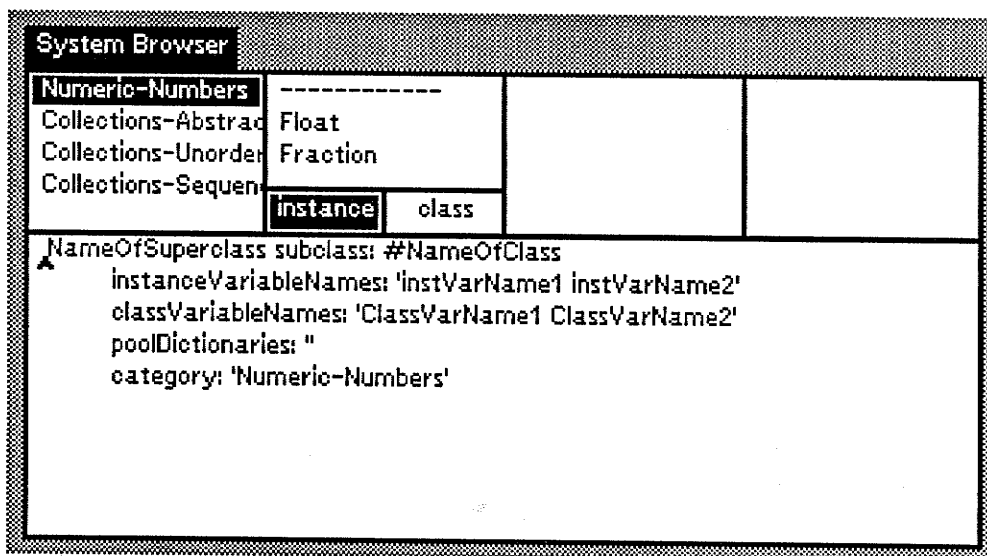 System Browser
Numeric-Numbers
Collections-Abstrac
Collections-Unorder
Collections-Sequen
------------
Float
Fraction
instance class
NameOfSuperclass subclass: #NameOfClass
instanceVariableNames: 'instVarName1 instVarName2'
classVariableNames: 'ClassVarName1 ClassVarName2'
poolDictionaries: ''
category: 'Numeric-Numbers'